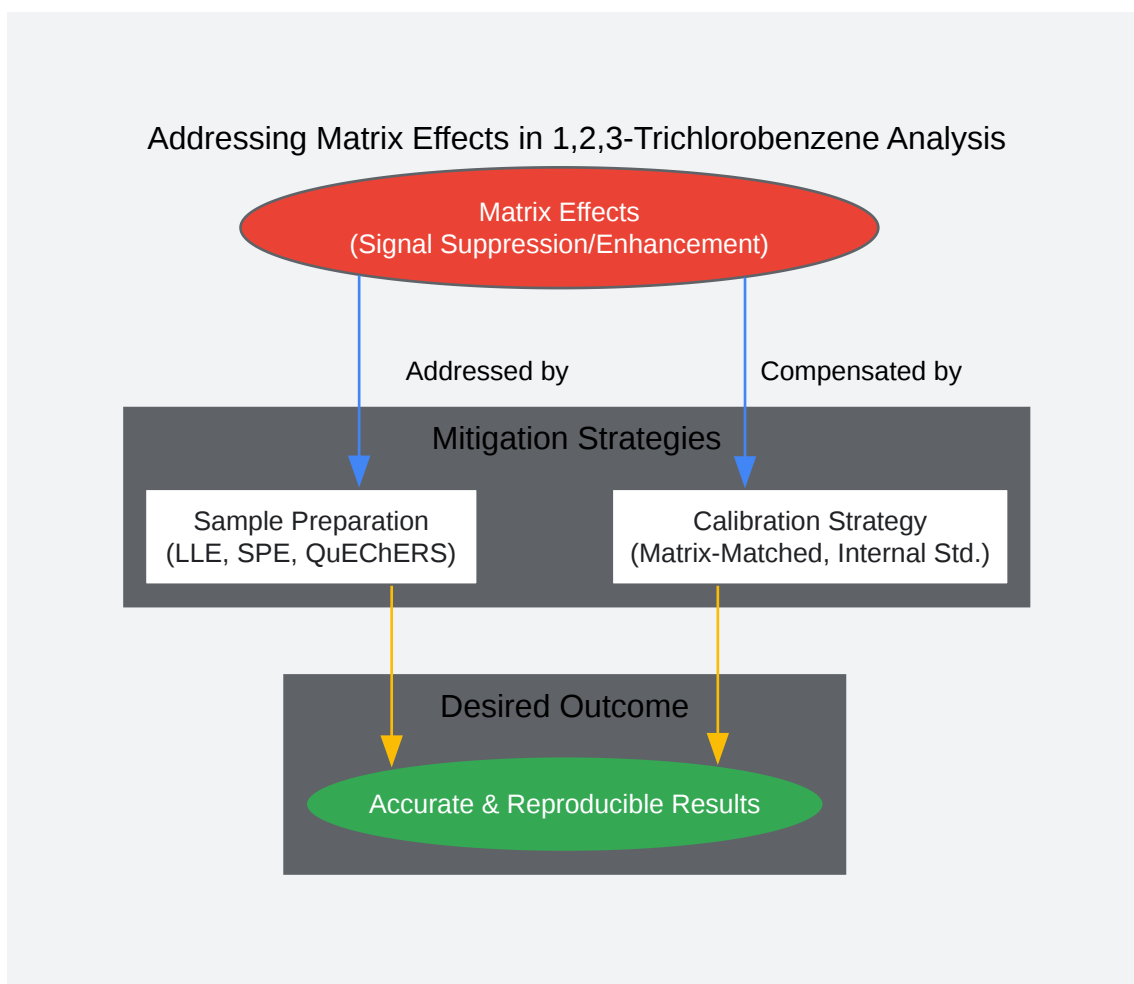 Addressing Matrix Effects in 1,2,3-Trichlorobenzene Analysis
Matrix Effects
(Signal Suppression/Enhancement)
Addressed by
Compensated by
Mitigation Strategies
Sample Preparation
(LLE, SPE, QuEChERS)
Calibration Strategy
(Matrix-Matched, Internal Std.)
Desired Outcome
Accurate & Reproducible Results